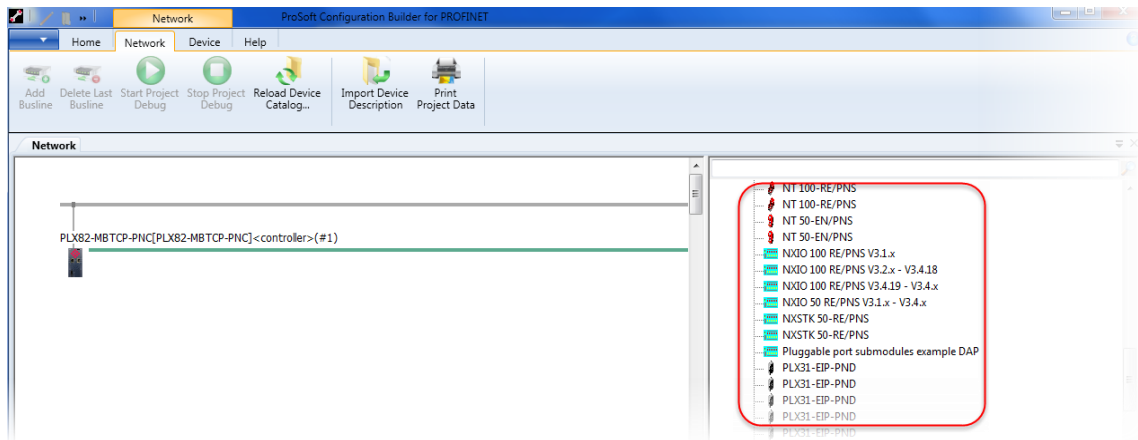 Network
ProSoft Configuration Builder for PROFINET
Home Network Device Help
Add Busline
Delete Last Busline
Start Project Debug
Stop Project Debug
Reload Device Catalog...
Import Device Description
Print Project Data
Network
PLX82-MBTCP-PNC[PLX82-MBTCP-PNC]<controller>(#1)
NT 100-RE/PNS
NT 100-RE/PNS
NT 50-EN/PNS
NT 50-EN/PNS
NXIO 100 RE/PNS V3.1.x
NXIO 100 RE/PNS V3.2.x - V3.4.18
NXIO 100 RE/PNS V3.4.19 - V3.4.x
NXIO 50 RE/PNS V3.1.x - V3.4.x
NXSTK 50-RE/PNS
NXSTK 50-RE/PNS
Pluggable port submodules example DAP
PLX31-EIP-PND
PLX31-EIP-PND
PLX31-EIP-PND
PLX31-EIP-PND
PLX31-EIP-PND